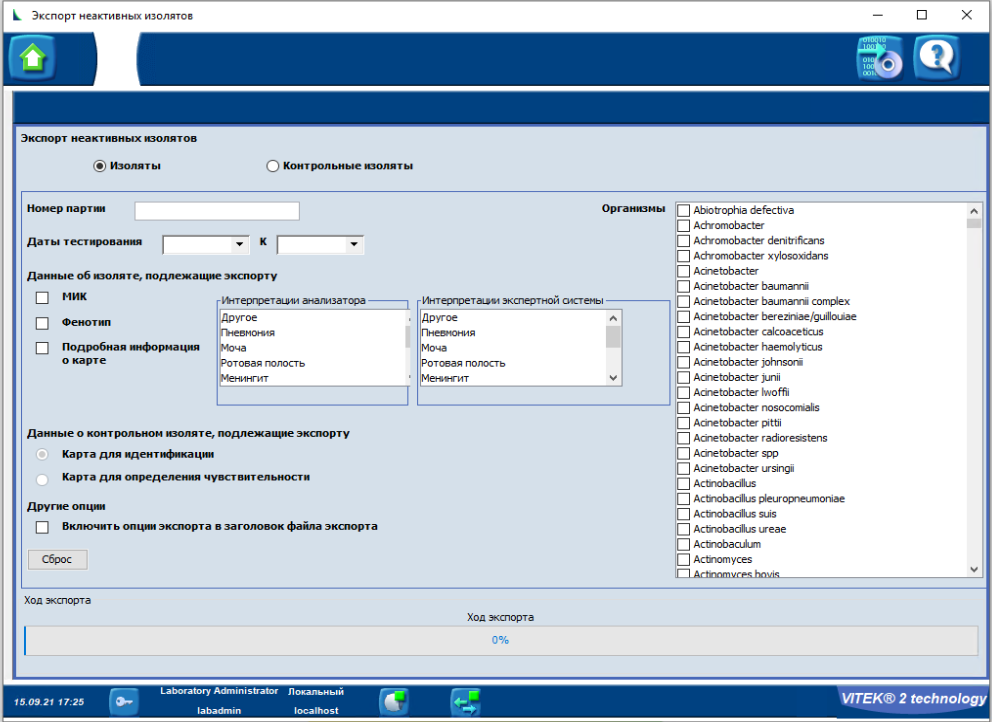 Экспорт неактивных изолятов
Экспорт неактивных изолятов
Изоляты
Контрольные изоляты
Номер партии
Даты тестирования
К
Данные об изоляте, подлежащие экспорту
МИК
Фенотип
Подробная информация
о карте
Интерпретации анализатора
Другое
Пневмония
Моча
Ротовая полость
Менингит
Интерпретации экспертной системы
Другое
Пневмония
Моча
Ротовая полость
Менингит
Данные о контрольном изоляте, подлежащие экспорту
Карта для идентификации
Карта для определения чувствительности
Другие опции
Включить опции экспорта в заголовок файла экспорта
Сброс
Организмы
Abiotrophia defectiva
Achromobacter
Achromobacter denitrificans
Achromobacter xylosoxidans
Acinetobacter
Acinetobacter baumannii
Acinetobacter baumannii complex
Acinetobacter bereziniae/guillouiae
Acinetobacter calcoaceticus
Acinetobacter haemolyticus
Acinetobacter johnsonii
Acinetobacter junii
Acinetobacter lwoffii
Acinetobacter nosocomialis
Acinetobacter pittii
Acinetobacter radioresistens
Acinetobacter spp
Acinetobacter ursingii
Actinobacillus
Actinobacillus pleuropneumoniae
Actinobacillus suis
Actinobacillus ureae
Actinobaculum
Actinomyces
Actinomyces bovis
Ход экспорта
Ход экспорта
0%
15.09.21 17:25
Laboratory Administrator
labadmin
Локальный
localhost
VITEK® 2 technology